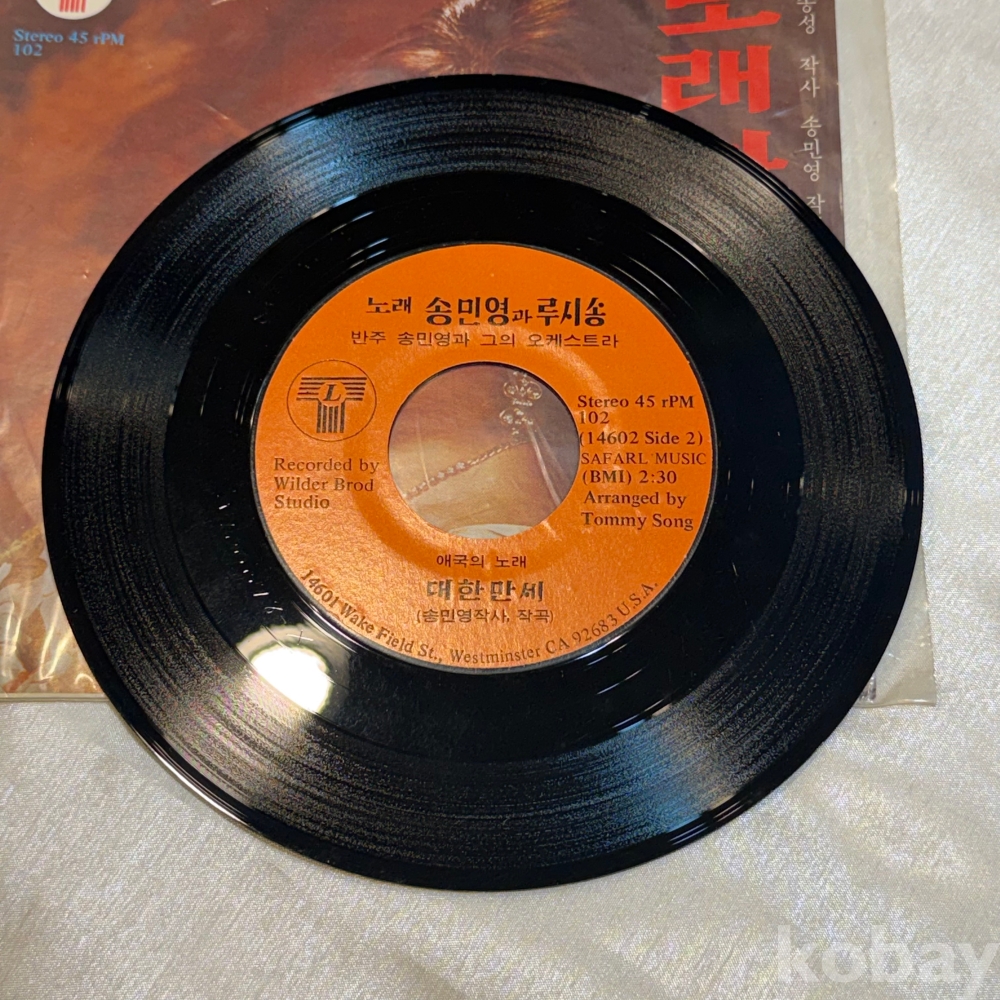 Stereo 45 rPM
102
노래
성 작사 송민영 작
노래 송민영과 루시송
반주 송민영과 그의 오케스트라
L
Stereo 45 rPM
102
(14602 Side 2)
SAFARL MUSIC
(BMI) 2:30
Arranged by
Tommy Song
Recorded by
Wilder Brod
Studio
애국의 노래
대한만세
(송민영작사, 작곡)
14601 Wake Field St., Westminster CA 92683 U.S.A.
kobay